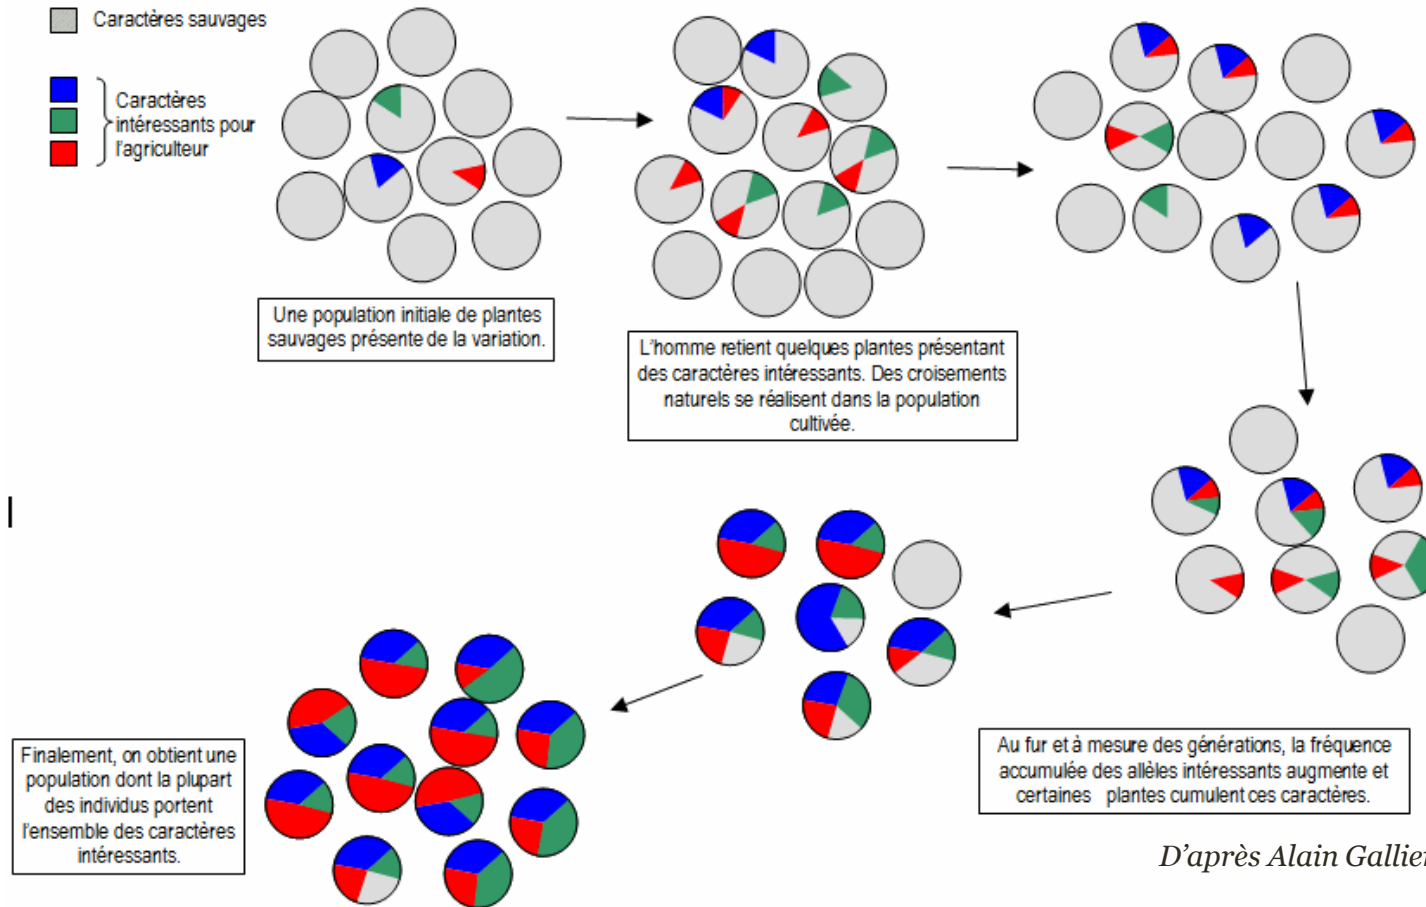 Caractères sauvages
Caractères
intéressants pour
l'agriculteur
Une population initiale de plantes
sauvages présente de la variation.
L'homme retient quelques plantes présentant
des caractères intéressants. Des croisements
naturels se réalisent dans la population
cultivée.
Au fur et à mesure des générations, la fréquence
accumulée des allèles intéressants augmente et
certaines plantes cumulent ces caractères.
Finalement, on obtient une
population dont la plupart
des individus portent
l'ensemble des caractères
intéressants.
D'après Alain Gallien